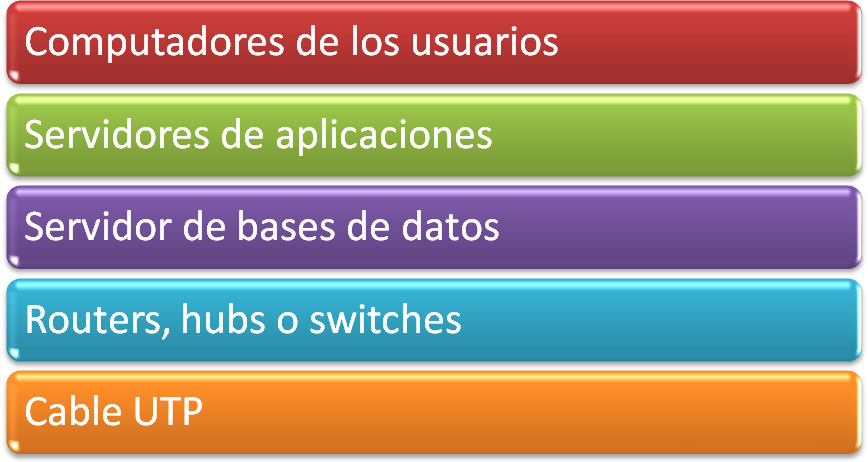 Computadores de los usuarios
Servidores de aplicaciones
Servidor de bases de datos
Routers, hubs o switches
Cable UTP